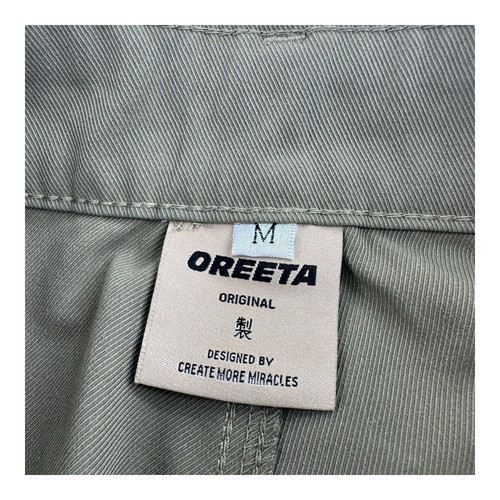 M
OREETA
ORIGINAL
製
DESIGNED BY
CREATE MORE MIRACLES